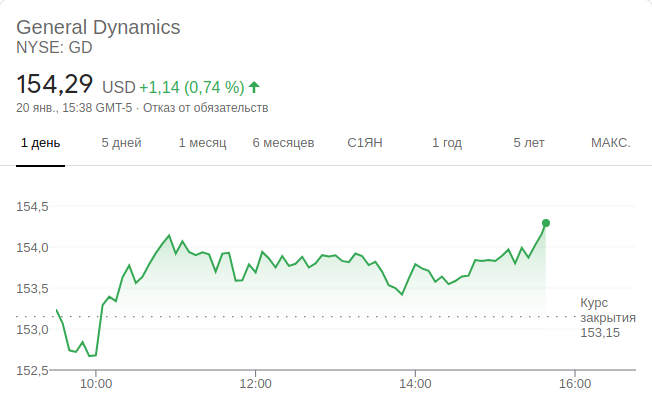 General Dynamics
NYSE: GD
154,29 USD +1,14 (0,74 %)
20 янв., 15:38 GMT-5 · Отказ от обязательств
1 день 5 дней 1 месяц 6 месяцев С1ЯН 1 год 5 лет МАКС.
154,5
154,0
153,5
153,0
152,5
Курс
закрытия
153,15
10:00 12:00 14:00 16:00